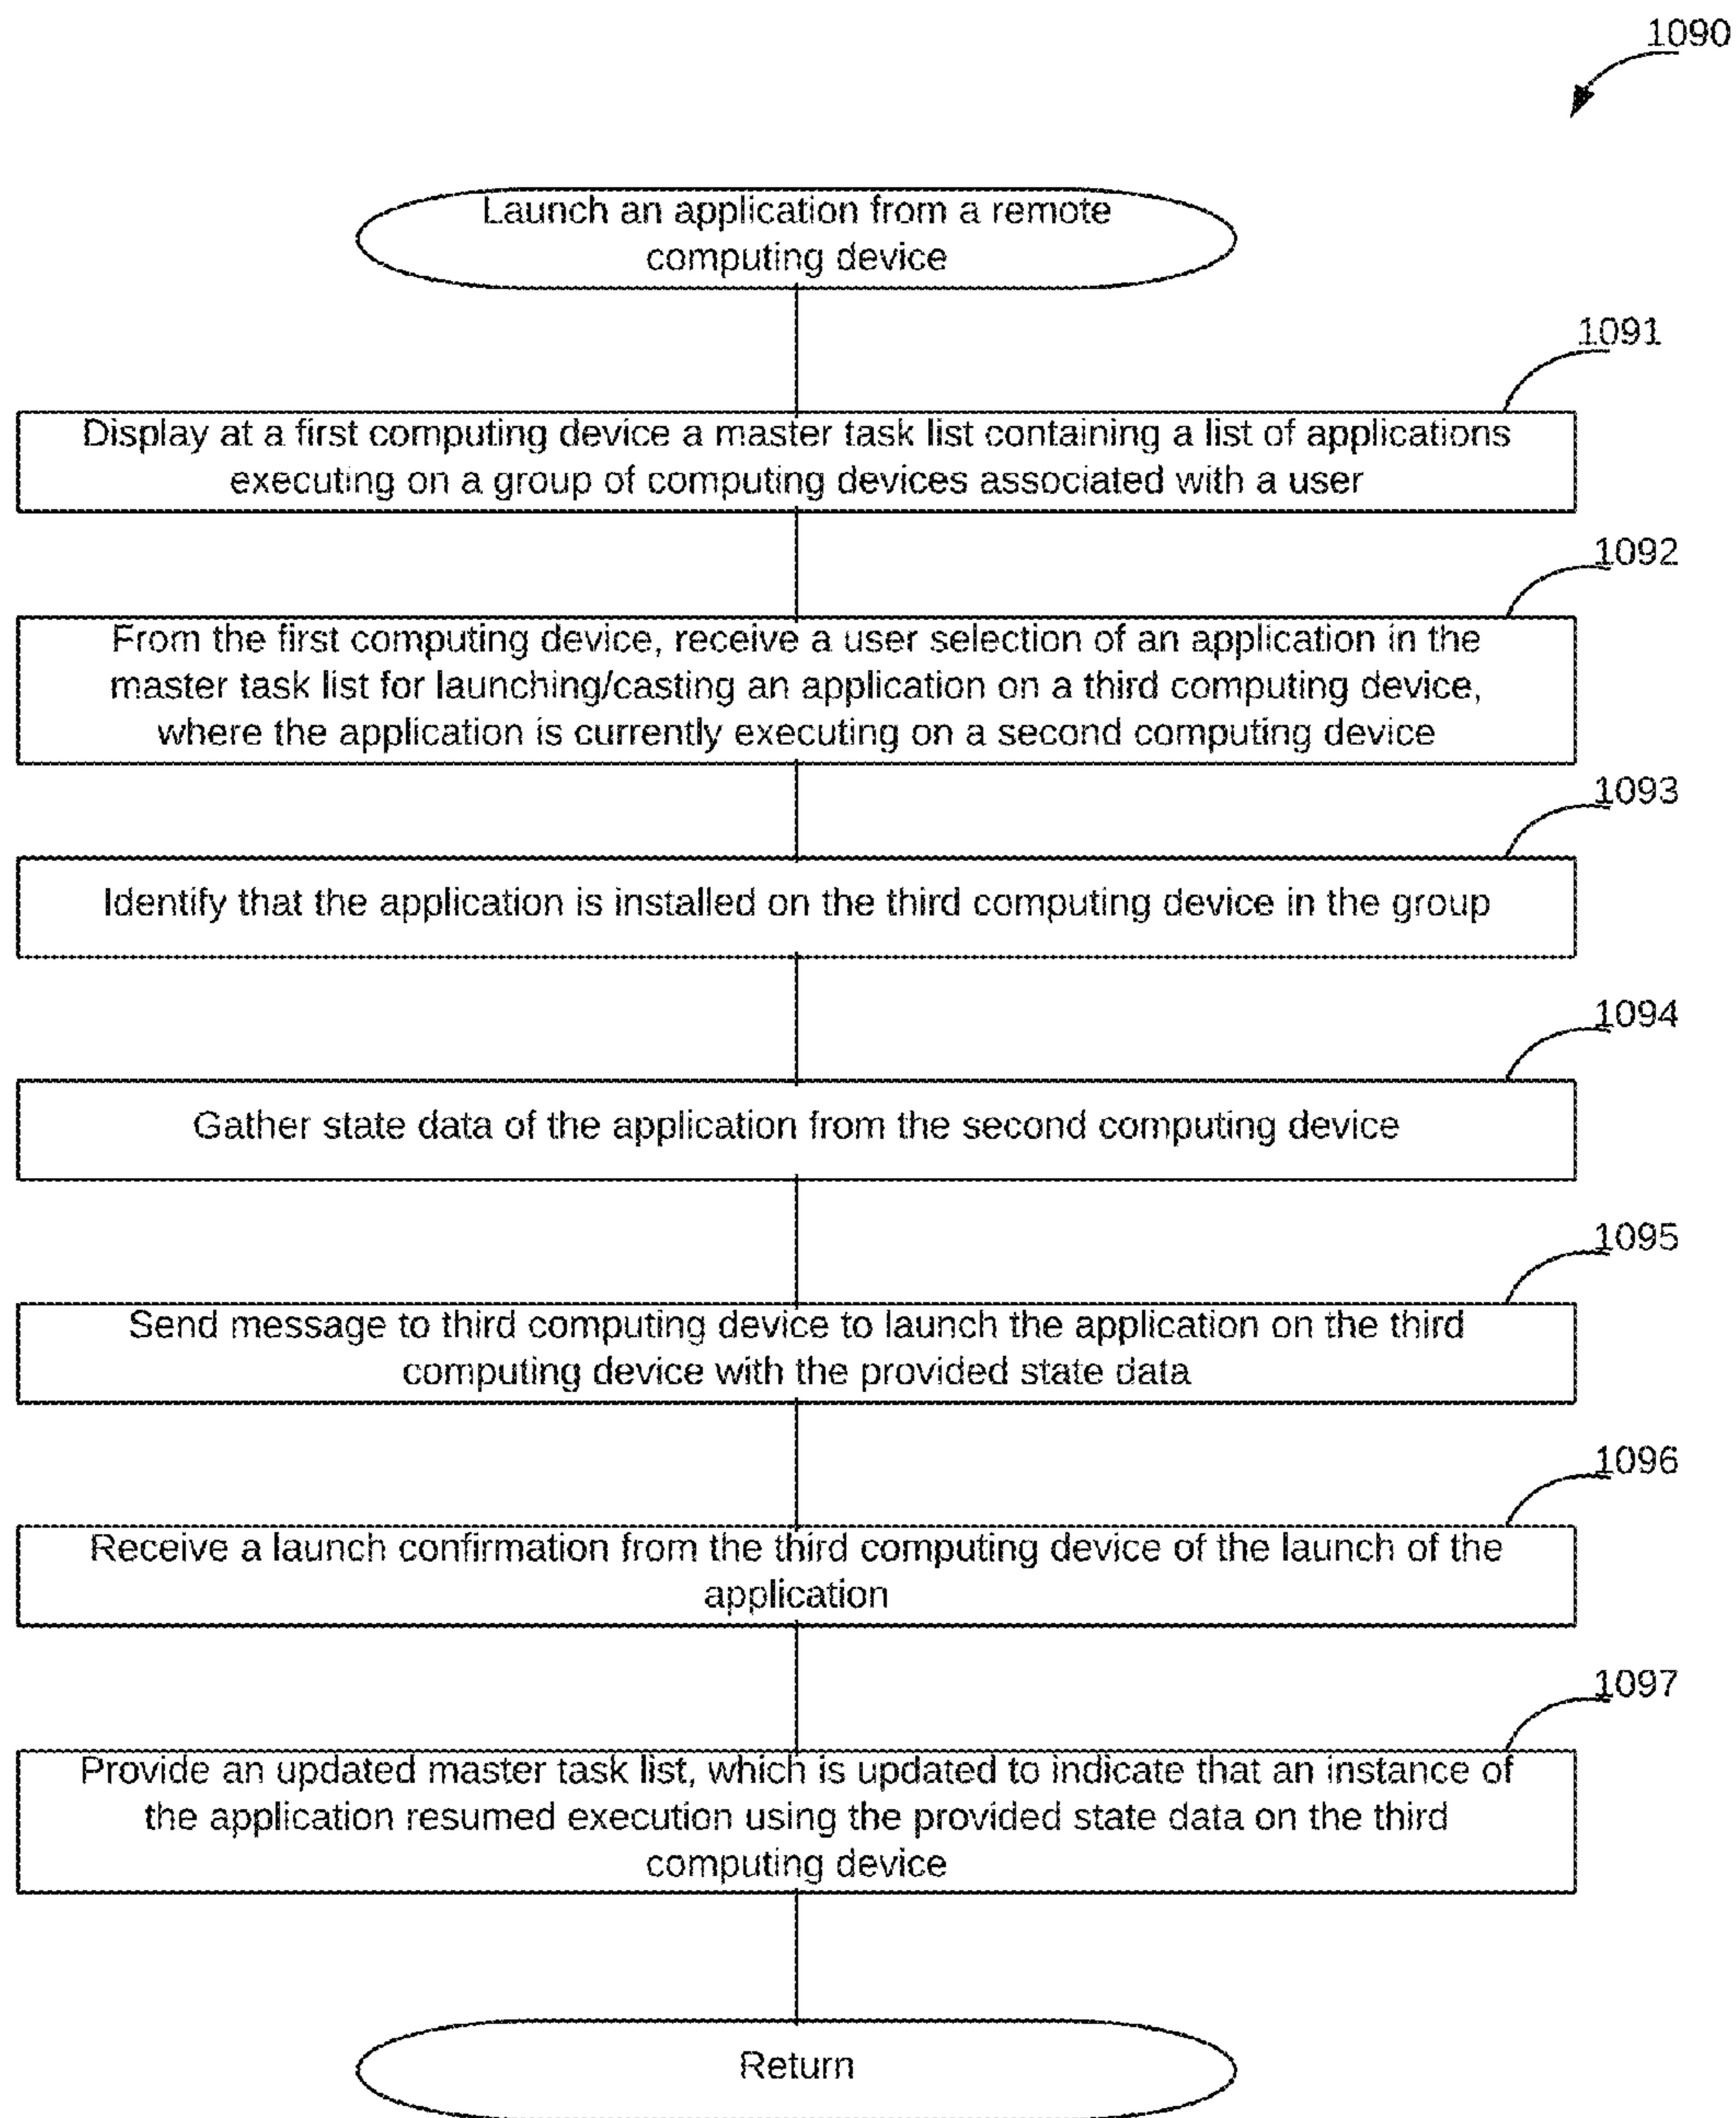 1090
Launch an application from a remote
computing device
1091
Display at a first computing device a master task list containing a list of applications
executing on a group of computing devices associated with a user
1092
From the first computing device, receive a user selection of an application in the
master task list for launching/casting an application on a third computing device,
where the application is currently executing on a second computing device
1093
Identify that the application is installed on the third computing device in the group
1094
Gather state data of the application from the second computing device
1095
Send message to third computing device to launch the application on the third
computing device with the provided state data
1096
Receive a launch confirmation from the third computing device of the launch of the
application
1097
Provide an updated master task list, which is updated to indicate that an instance of
the application resumed execution using the provided state data on the third
computing device
Return